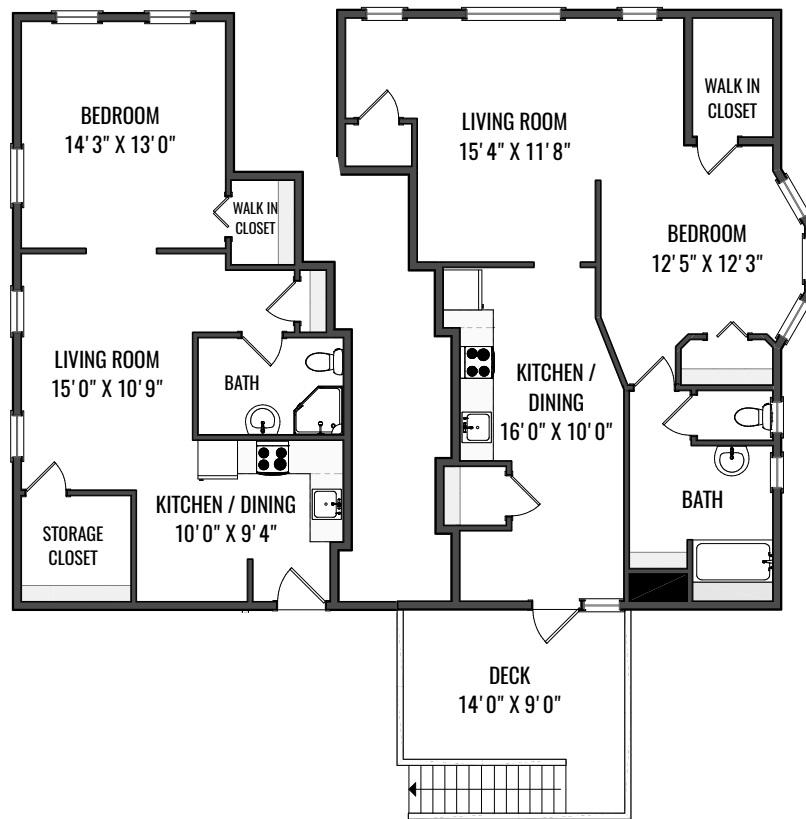 BEDROOM
14'3" X 13'0"
WALK IN
CLOSET
LIVING ROOM
15'0" X 10'9"
BATH
KITCHEN / DINING
10'0" X 9'4"
STORAGE
CLOSET
LIVING ROOM
15'4" X 11'8"
WALK IN
CLOSET
BEDROOM
12'5" X 12'3"
KITCHEN /
DINING
16'0" X 10'0"
BATH
DECK
14'0" X 9'0"